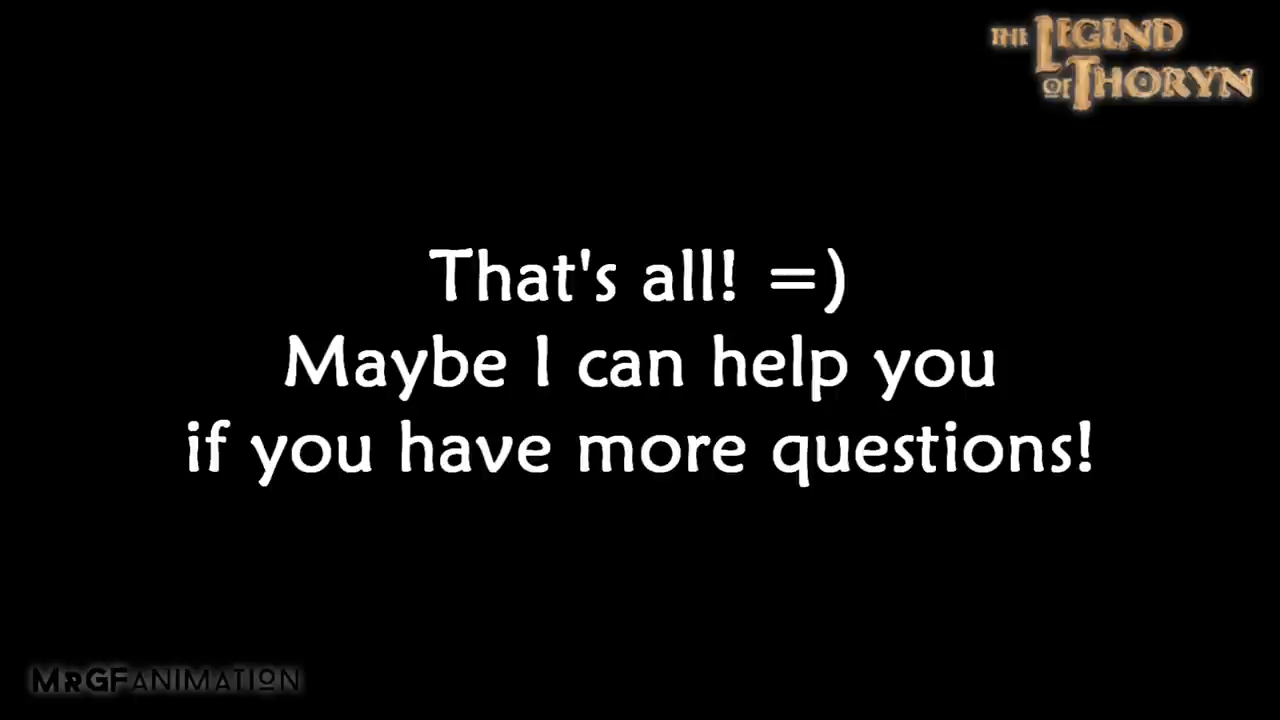 THE LEGEND
OF THORYN
That's all! =)
Maybe I can help you
if you have more questions!
MRGFANIMATION